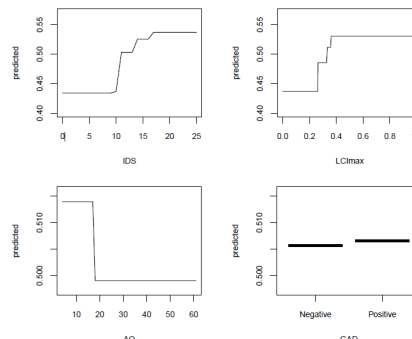 predicted
0.40 0.45 0.50 0.55
0 5 10 15 20 25
IDS
predicted
0.40 0.45 0.50 0.55
0.0 0.2 0.4 0.6 0.8
LCImax
predicted
0.500 0.510
10 20 30 40 50 60
predicted
0.500 0.510
Negative Positive